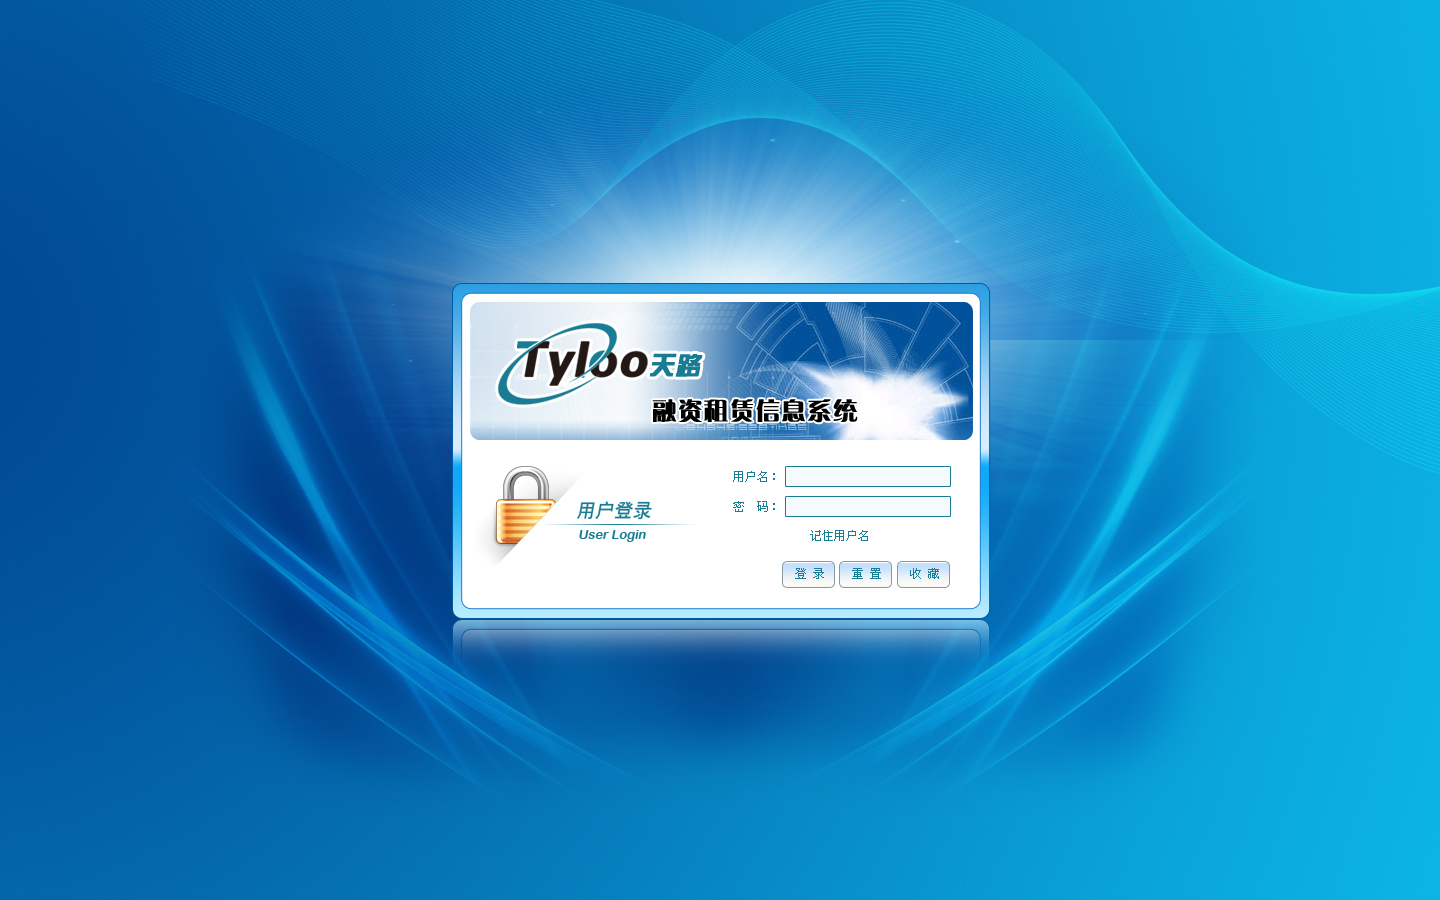 Tyloo天路
融资租赁信息系统
用户名：
密 码：
用户登录
User Login
记住用户名
登 录 重 置 收 藏